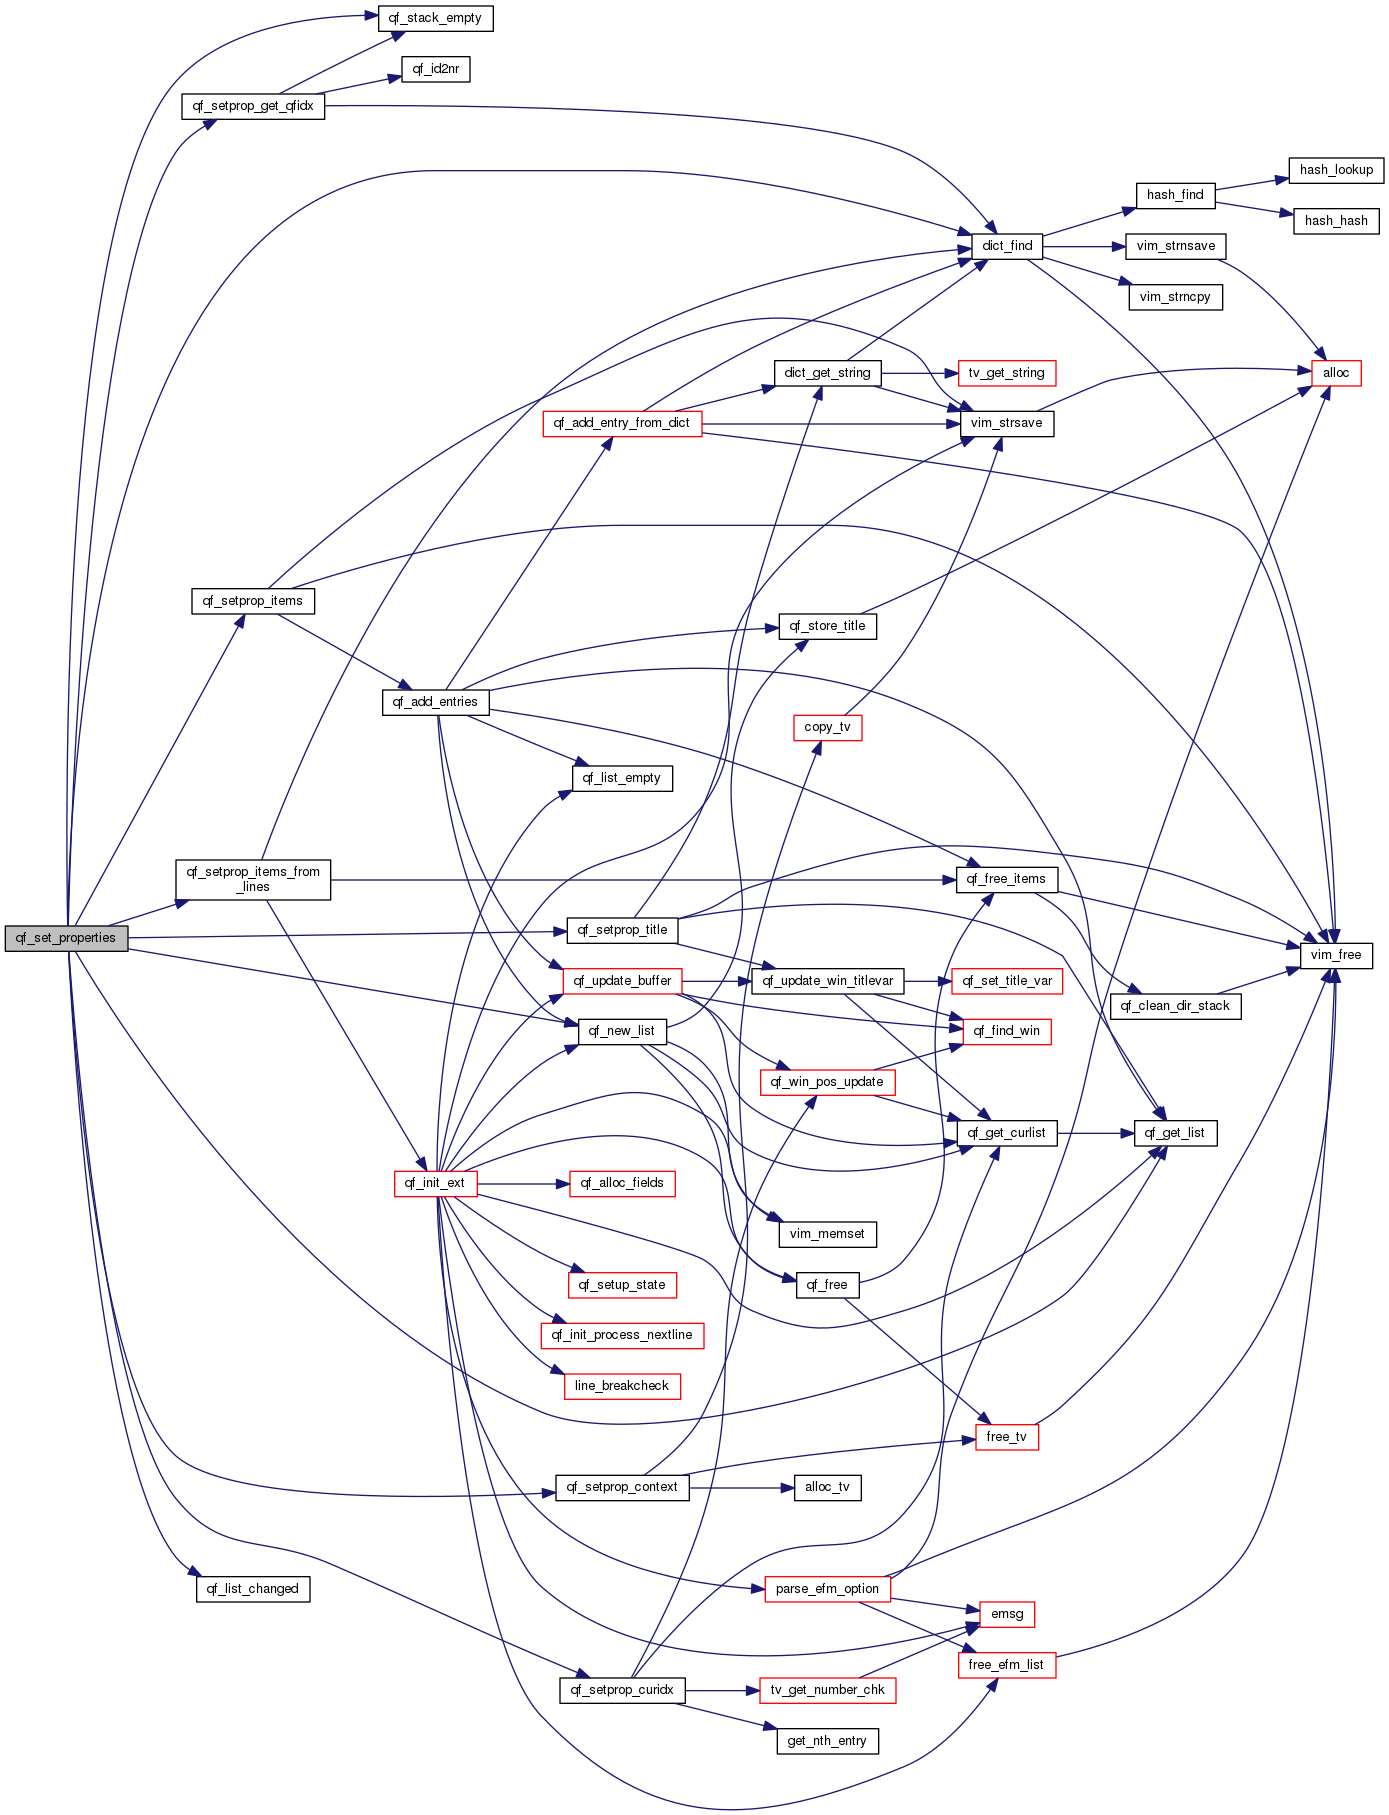 qf_stack_empty
qf_id2nr
qf_setprop_get_qfidx
hash_lookup
hash_find
hash_hash
dict_find
vim_strnsave
vim_strncpy
dict_get_string
tv_get_string
alloc
qf_add_entry_from_dict
vim_strsave
qf_setprop_items
qf_store_title
qf_add_entries
copy_tv
qf_list_empty
qf_setprop_items_from
_lines
qf_free_items
qf_set_properties
qf_setprop_title
vim_free
qf_update_buffer
qf_update_win_titlevar
qf_set_title_var
qf_clean_dir_stack
qf_new_list
qf_find_win
qf_win_pos_update
qf_get_curlist
qf_get_list
qf_init_ext
qf_alloc_fields
vim_memset
qf_setup_state
qf_free
qf_init_process_nextline
line_breakcheck
free_tv
qf_setprop_context
alloc_tv
qf_list_changed
parse_efm_option
emsg
free_efm_list
qf_setprop_curidx
tv_get_number_chk
get_nth_entry